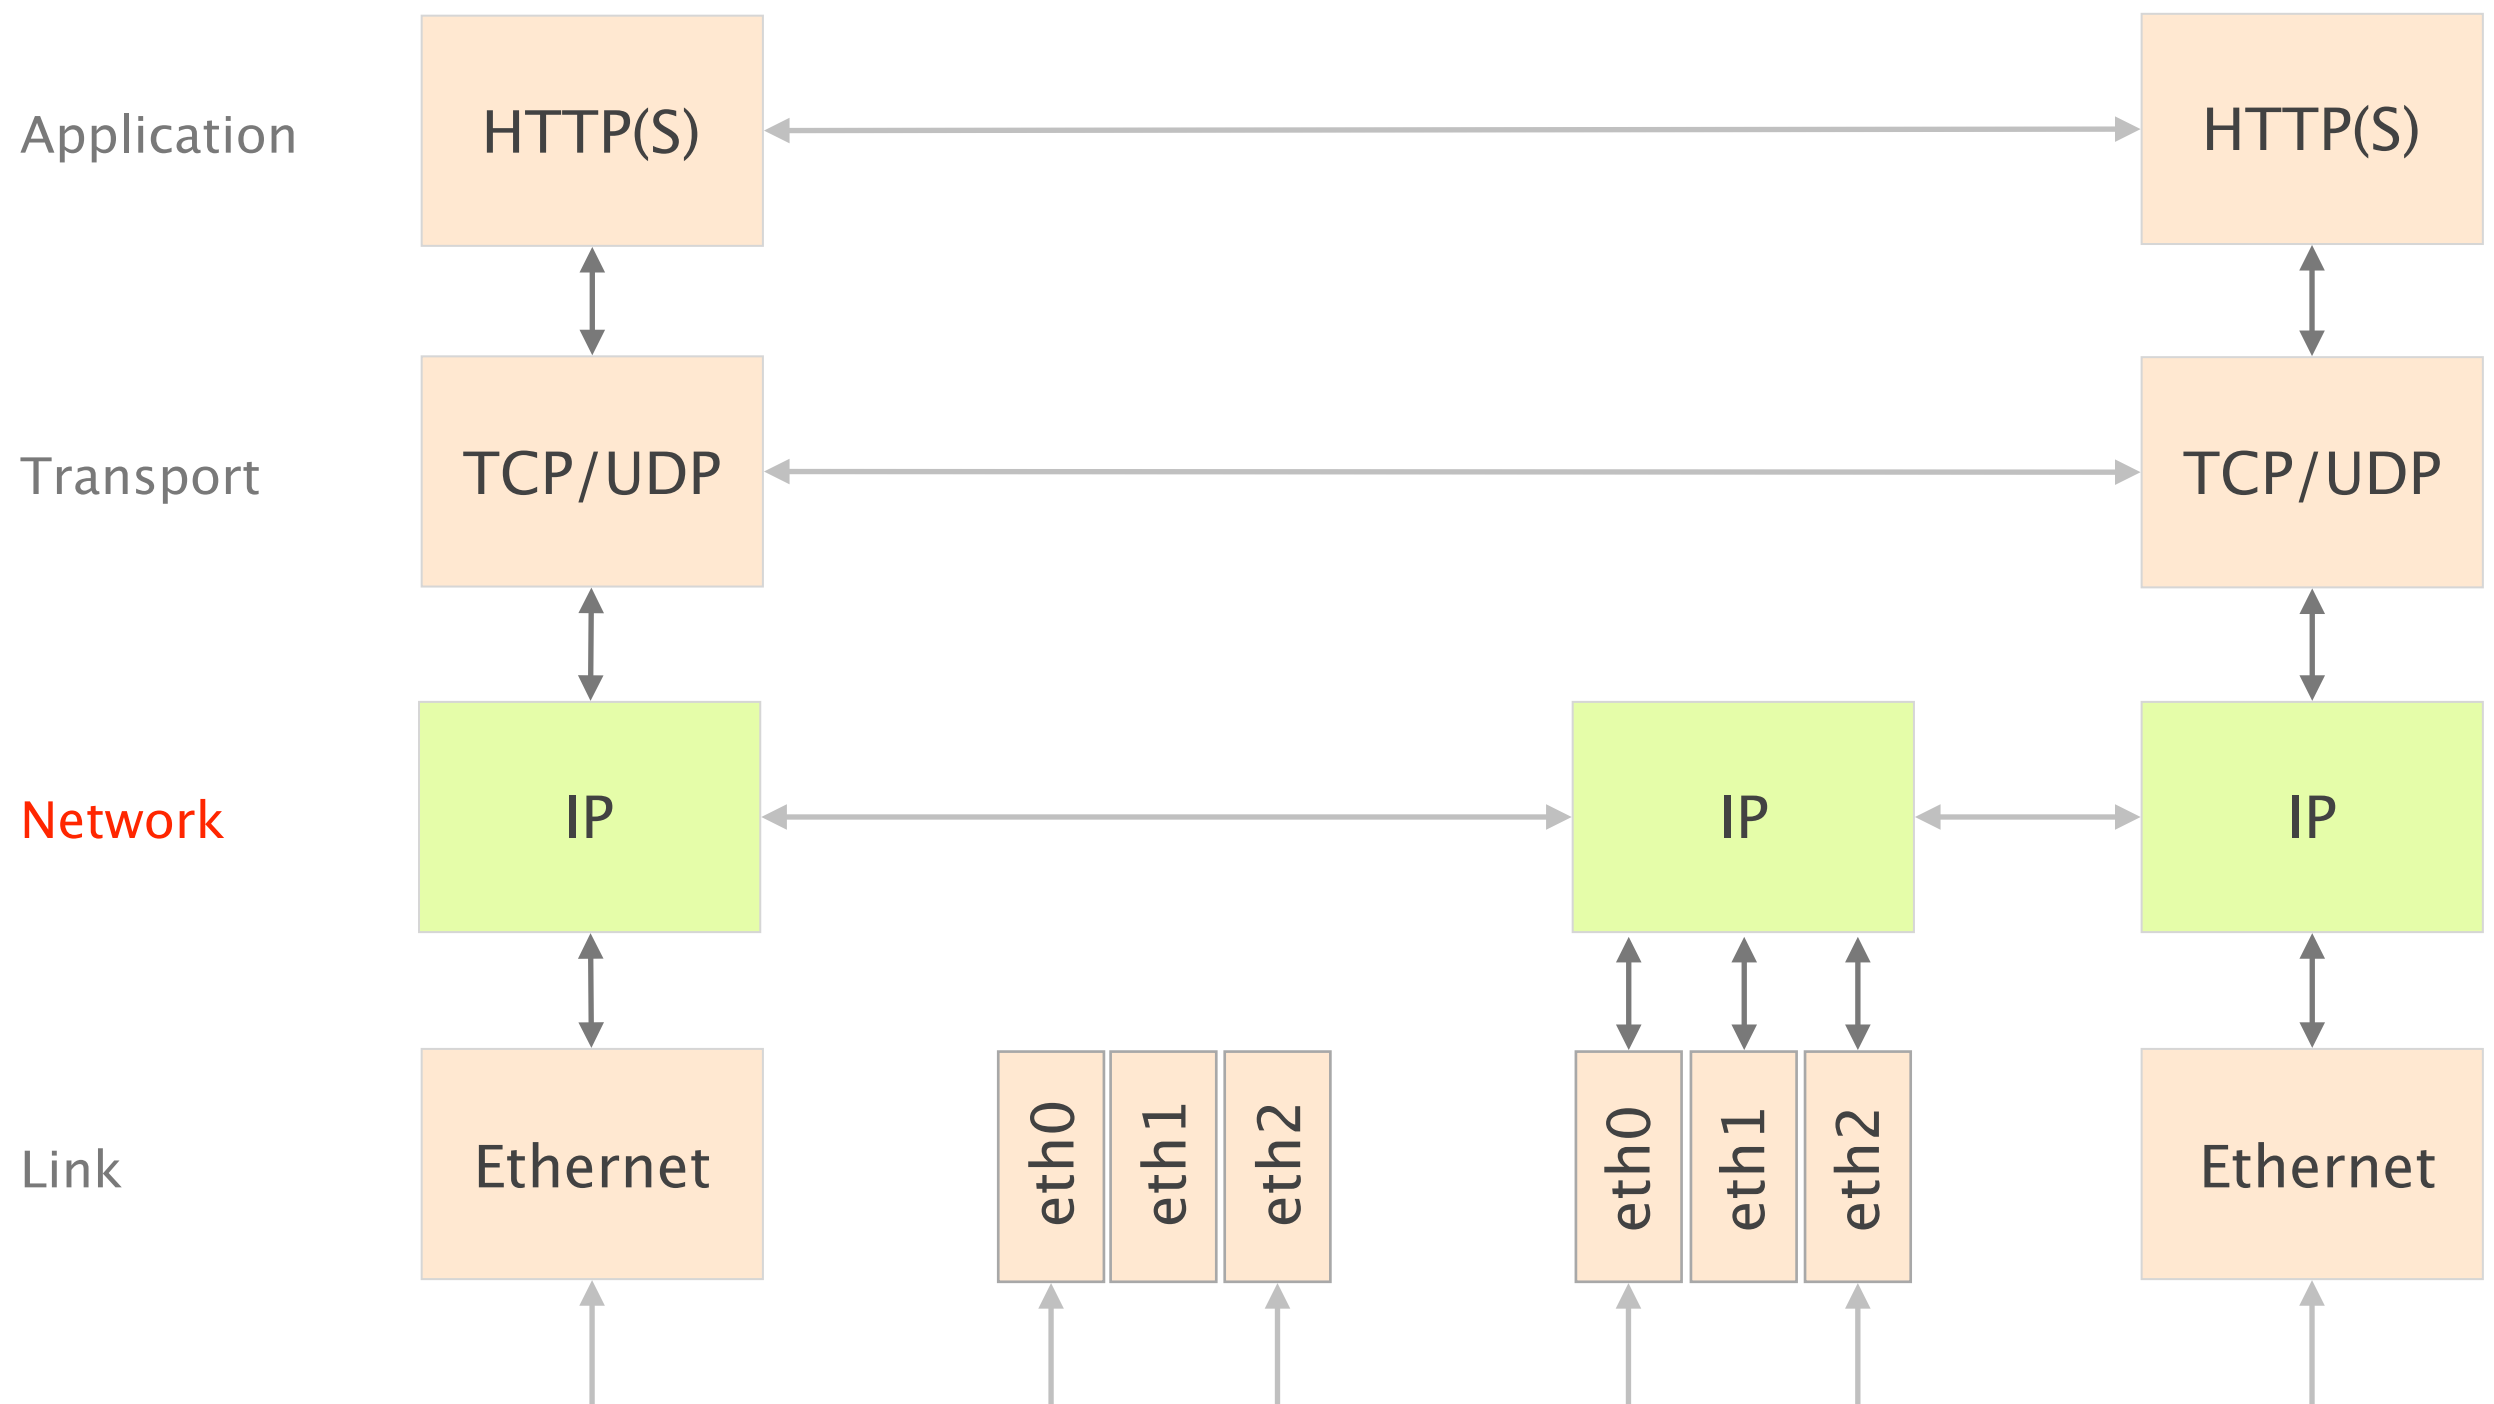 Application
HTTP(S)
HTTP(S)
Transport
TCP/UDP
TCP/UDP
Network
IP
IP
IP
Link
Ethernet
eth0
eth1
eth2
eth0
eth1
eth2
Ethernet